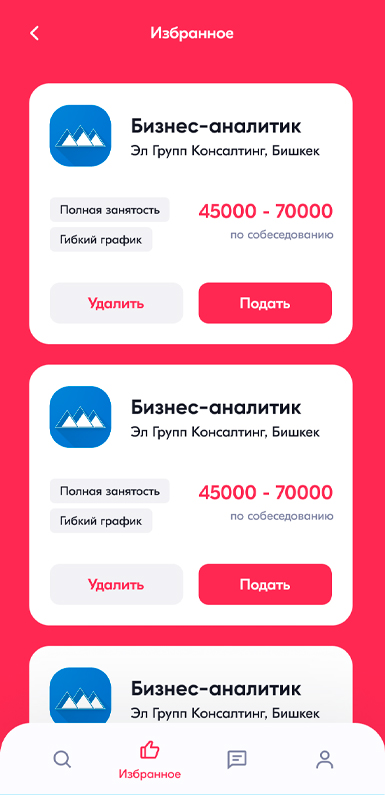 Избранное
Бизнес-аналитик
Эл Групп Консалтинг, Бишкек
Полная занятость
45000 - 70000
Гибкий график
по собеседованию
Удалить
Подать
Бизнес-аналитик
Эл Групп Консалтинг, Бишкек
Полная занятость
45000 - 70000
Гибкий график
по собеседованию
Удалить
Подать
Бизнес-аналитик
Эл Групп Консалтинг, Бишкек
Избранное